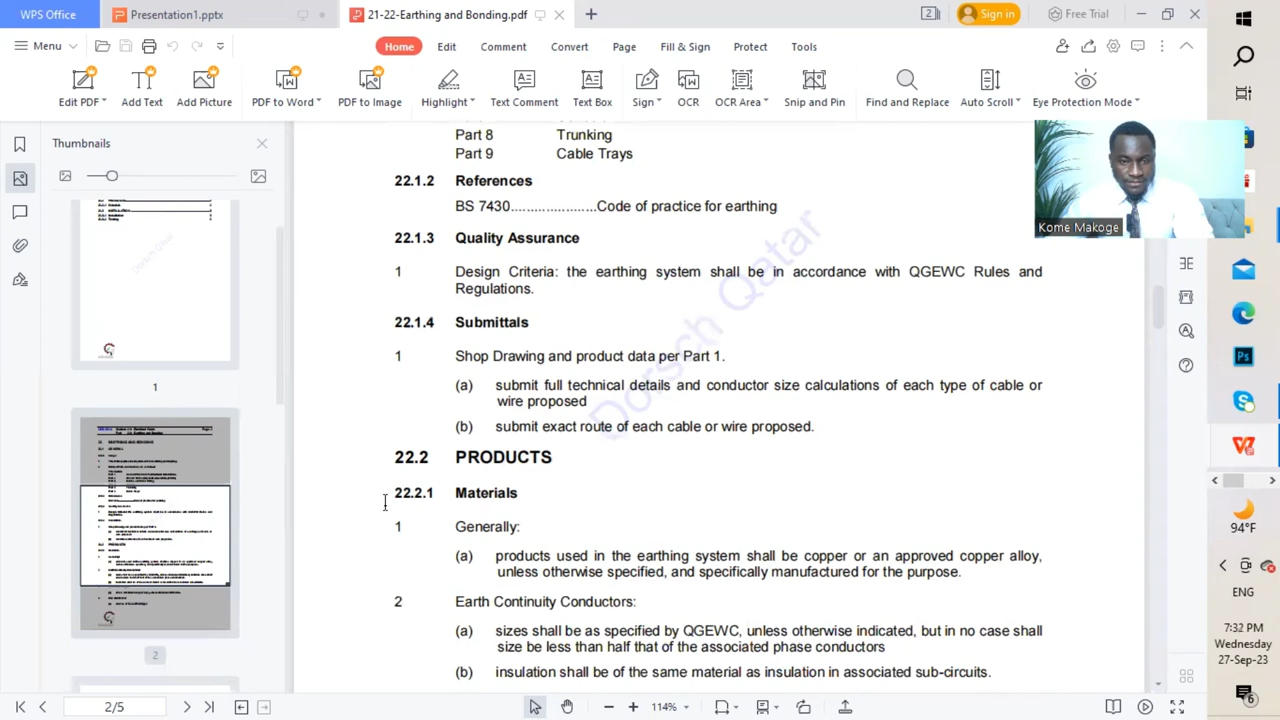 WPS Office
Presentation1.pptx
21-22-Earthing and Bonding.pdf
Sign in
Free Trial
Menu
Home
Edit
Comment
Convert
Page
Fill & Sign
Protect
Tools
Edit PDF
Add Text
Add Picture
PDF to Word
PDF to Image
Highlight
Text Comment
Text Box
Sign
OCR
OCR Area
Snip and Pin
Find and Replace
Auto Scroll
Eye Protection Mode
Thumbnails
1
2
Part 8 Trunking
Part 9 Cable Trays
22.1.2 References
BS 7430.....................Code of practice for earthing
22.1.3 Quality Assurance
1 Design Criteria: the earthing system shall be in accordance with QGEWC Rules and
Regulations.
22.1.4 Submittals
1 Shop Drawing and product data per Part 1.
(a) submit full technical details and conductor size calculations of each type of cable or
wire proposed
(b) submit exact route of each cable or wire proposed.
22.2 PRODUCTS
22.2.1 Materials
1 Generally:
(a) products used in the earthing system shall be copper or an approved copper alloy,
unless otherwise specified, and specifically manufactured for the purpose.
2 Earth Continuity Conductors:
(a) sizes shall be as specified by QGEWC, unless otherwise indicated, but in no case shall
size be less than half that of the associated phase conductors
(b) insulation shall be of the same material as insulation in associated sub-circuits.
Dorsch Qatar
Kome Makoge
94°F
ENG
7:32 PM
Wednesday
27-Sep-23
6
2/5
114%